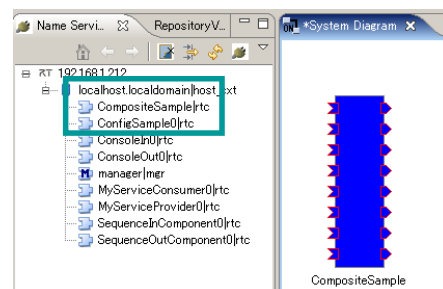 Name Servi...
RepositoryV...
*System Diagram
192.168.1.212
localhost.localdomain|host_cxt
CompositeSample|rtc
ConfigSample0|rtc
ConsoleIn0|rtc
ConsoleOut0|rtc
manager|mgr
MyServiceConsumer0|rtc
MyServiceProvider0|rtc
SequenceInComponent0|rtc
SequenceOutComponent0|rtc
CompositeSample